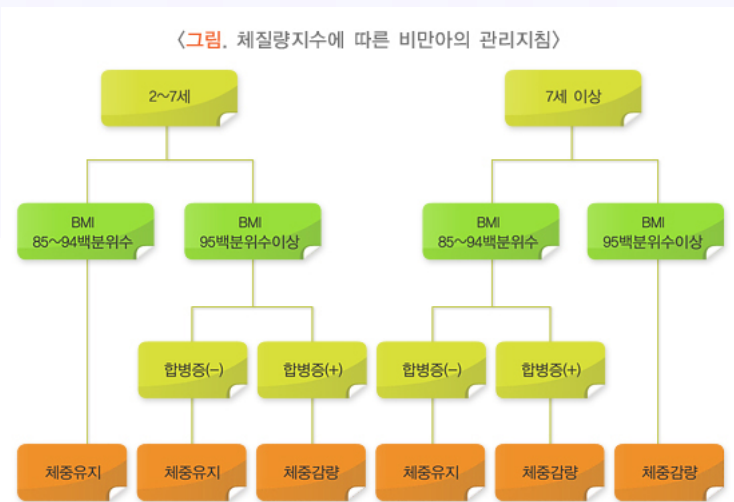 <그림. 체질량지수에 따른 비만아의 관리지침>
2~7세
7세 이상
BMI
85~94백분위수
BMI
95백분위수이상
BMI
85~94백분위수
BMI
95백분위수이상
합병증(-)
합병증(+)
합병증(-)
합병증(+)
체중유지
체중유지
체중감량
체중유지
체중감량
체중감량